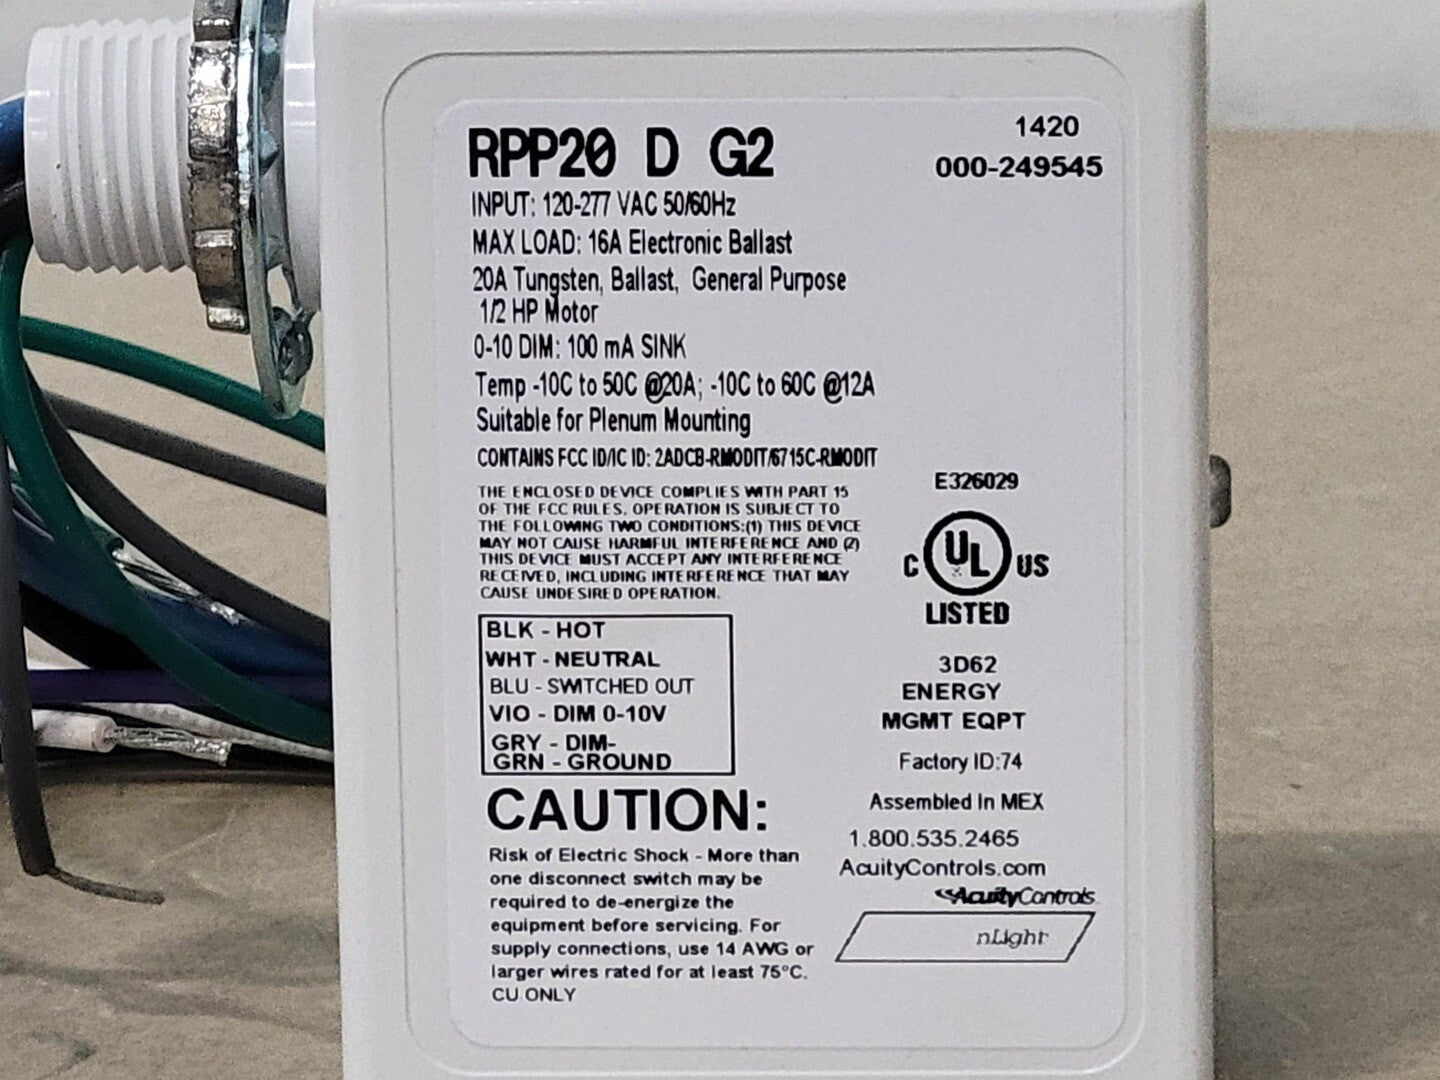 RPP20 D G2
1420
000-249545
INPUT: 120-277 VAC 50/60Hz
MAX LOAD: 16A Electronic Ballast
20A Tungsten, Ballast, General Purpose
1/2 HP Motor
0-10 DIM: 100 mA SINK
Temp -10C to 50C @20A; -10C to 60C @12A
Suitable for Plenum Mounting
CONTAINS FCC ID/IC ID: 2ADCB-RMODIT/6715C-RMODIT
THE ENCLOSED DEVICE COMPLIES WITH PART 15
OF THE FCC RULES. OPERATION IS SUBJECT TO
THE FOLLOWING TWO CONDITIONS:(1) THIS DEVICE
MAY NOT CAUSE HARMFUL INTERFERENCE AND (2)
THIS DEVICE MUST ACCEPT ANY INTERFERENCE
RECEIVED, INCLUDING INTERFERENCE THAT MAY
CAUSE UNDESIRED OPERATION.
E326029
C UL US
LISTED
3D62
ENERGY
MGMT EQPT
Factory ID:74
Assembled In MEX
1.800.535.2465
AcuityControls.com
AcuityControls
nLight
BLK - HOT
WHT - NEUTRAL
BLU - SWITCHED OUT
VIO - DIM 0-10V
GRY - DIM-
GRN - GROUND
CAUTION:
Risk of Electric Shock - More than
one disconnect switch may be
required to de-energize the
equipment before servicing. For
supply connections, use 14 AWG or
larger wires rated for at least 75°C.
CU ONLY